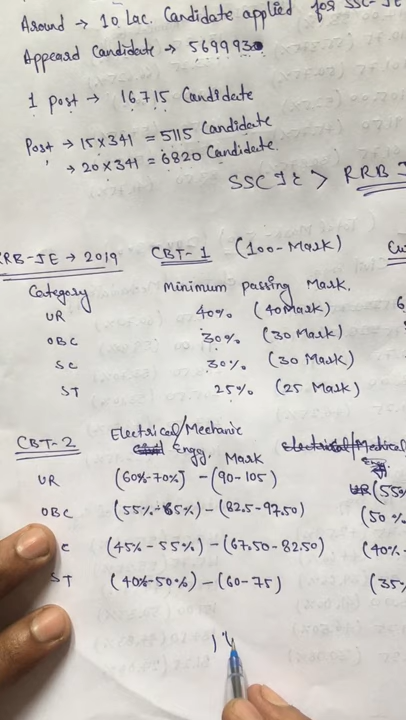 Around → 10 Lac. Candidate applied for SSC-JE
Appeard Candidate → 569993
1 post → 16715 Candidate
Post → 15×341 = 5115 Candidate
→ 20×341 = 6820 Candidate.
SSC JE > RRB J
RRB-JE → 2019 CBT-1 (100-Mark) Cu
Category Minimum passing Mark.
UR 40% (40 Mark) 6
OBC 30% (30 Mark)
SC 30% (30 Mark)
ST 25% (25 Mark)
CBT-2 Electrical/Mechanic Engg. Mark
UR (60%-70%] - (90-105) (55%
OBC (55%-65%) - (82.5-97.50) (50%
C (45%-55%) - (67.50-82.50) (40%-
ST (40%-50%) - (60-75) (35%